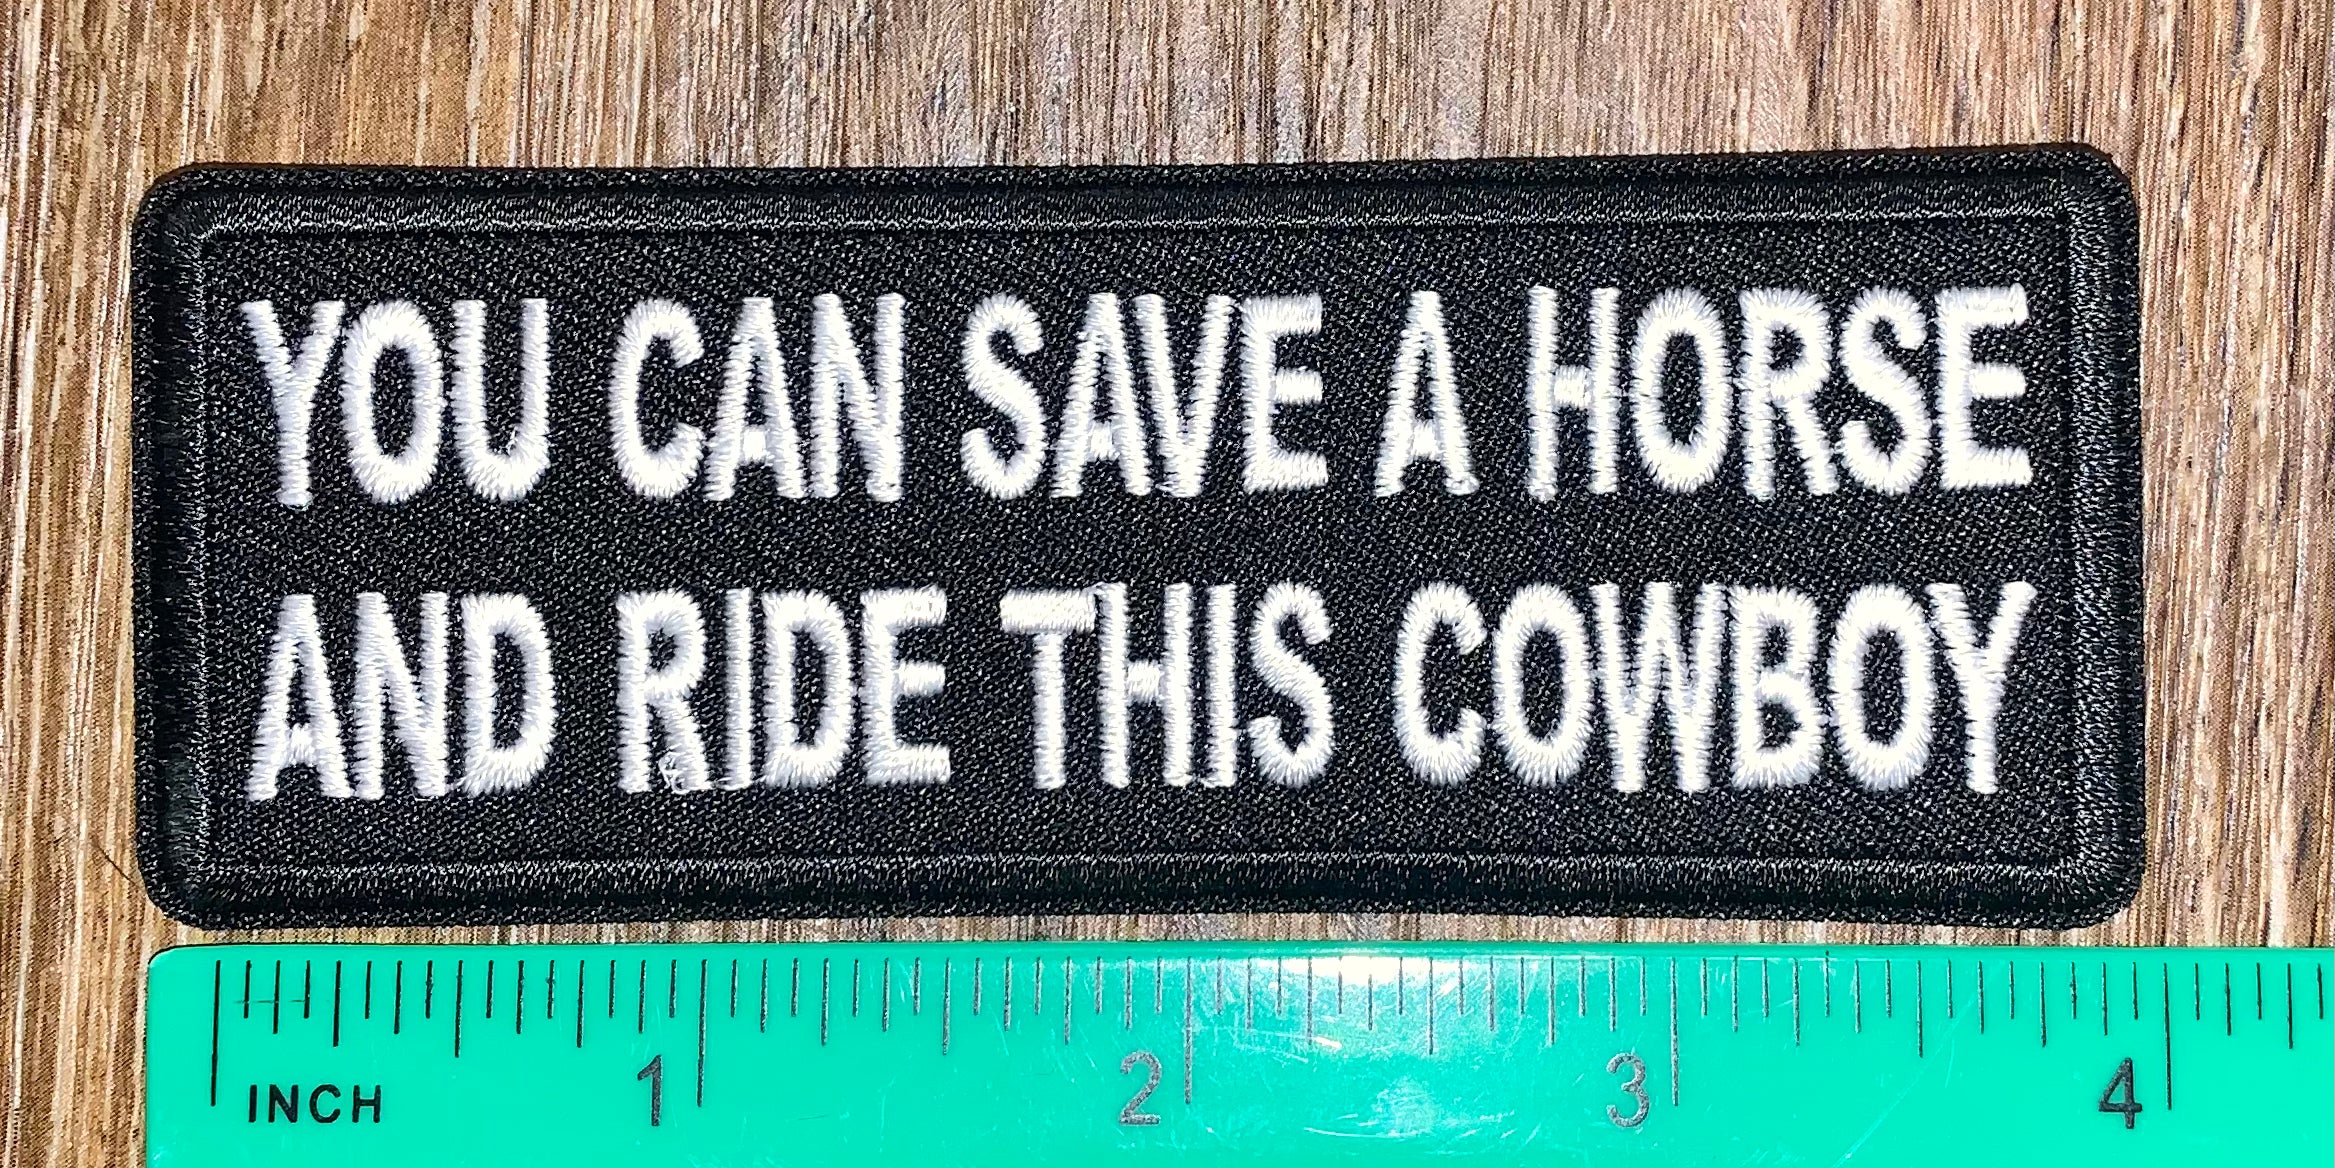 YOU CAN SAVE A HORSE
AND RIDE THIS COWBOY
1 2 3 4
INCH